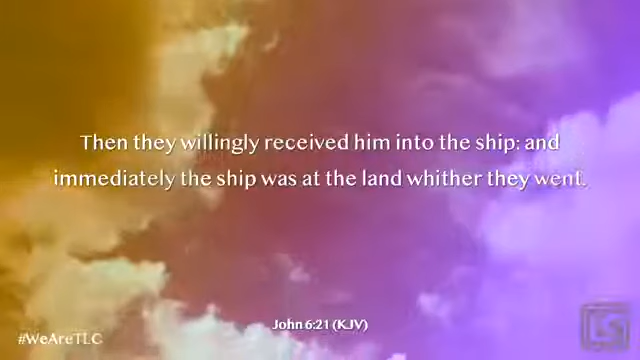 Then they willingly received him into the ship: and
immediately the ship was at the land whither they went.
John 6:21 (KJV)
#WeAreTLC
LS